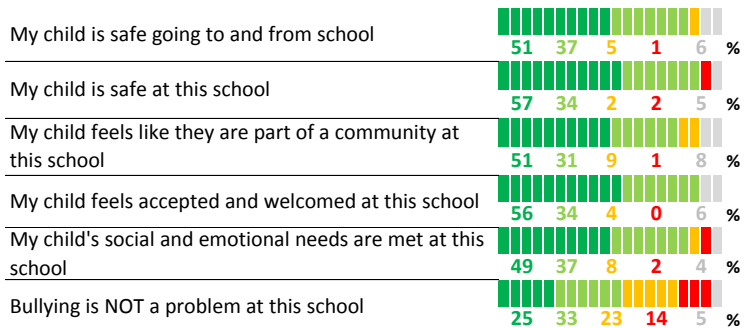 My child is safe going to and from school
51 37 5 1 6 %
My child is safe at this school
57 34 2 2 5 %
My child feels like they are part of a community at
this school
51 31 9 1 8 %
My child feels accepted and welcomed at this school
56 34 4 0 6 %
My child's social and emotional needs are met at this
school
49 37 8 2 4 %
Bullying is NOT a problem at this school
25 33 23 14 5 %